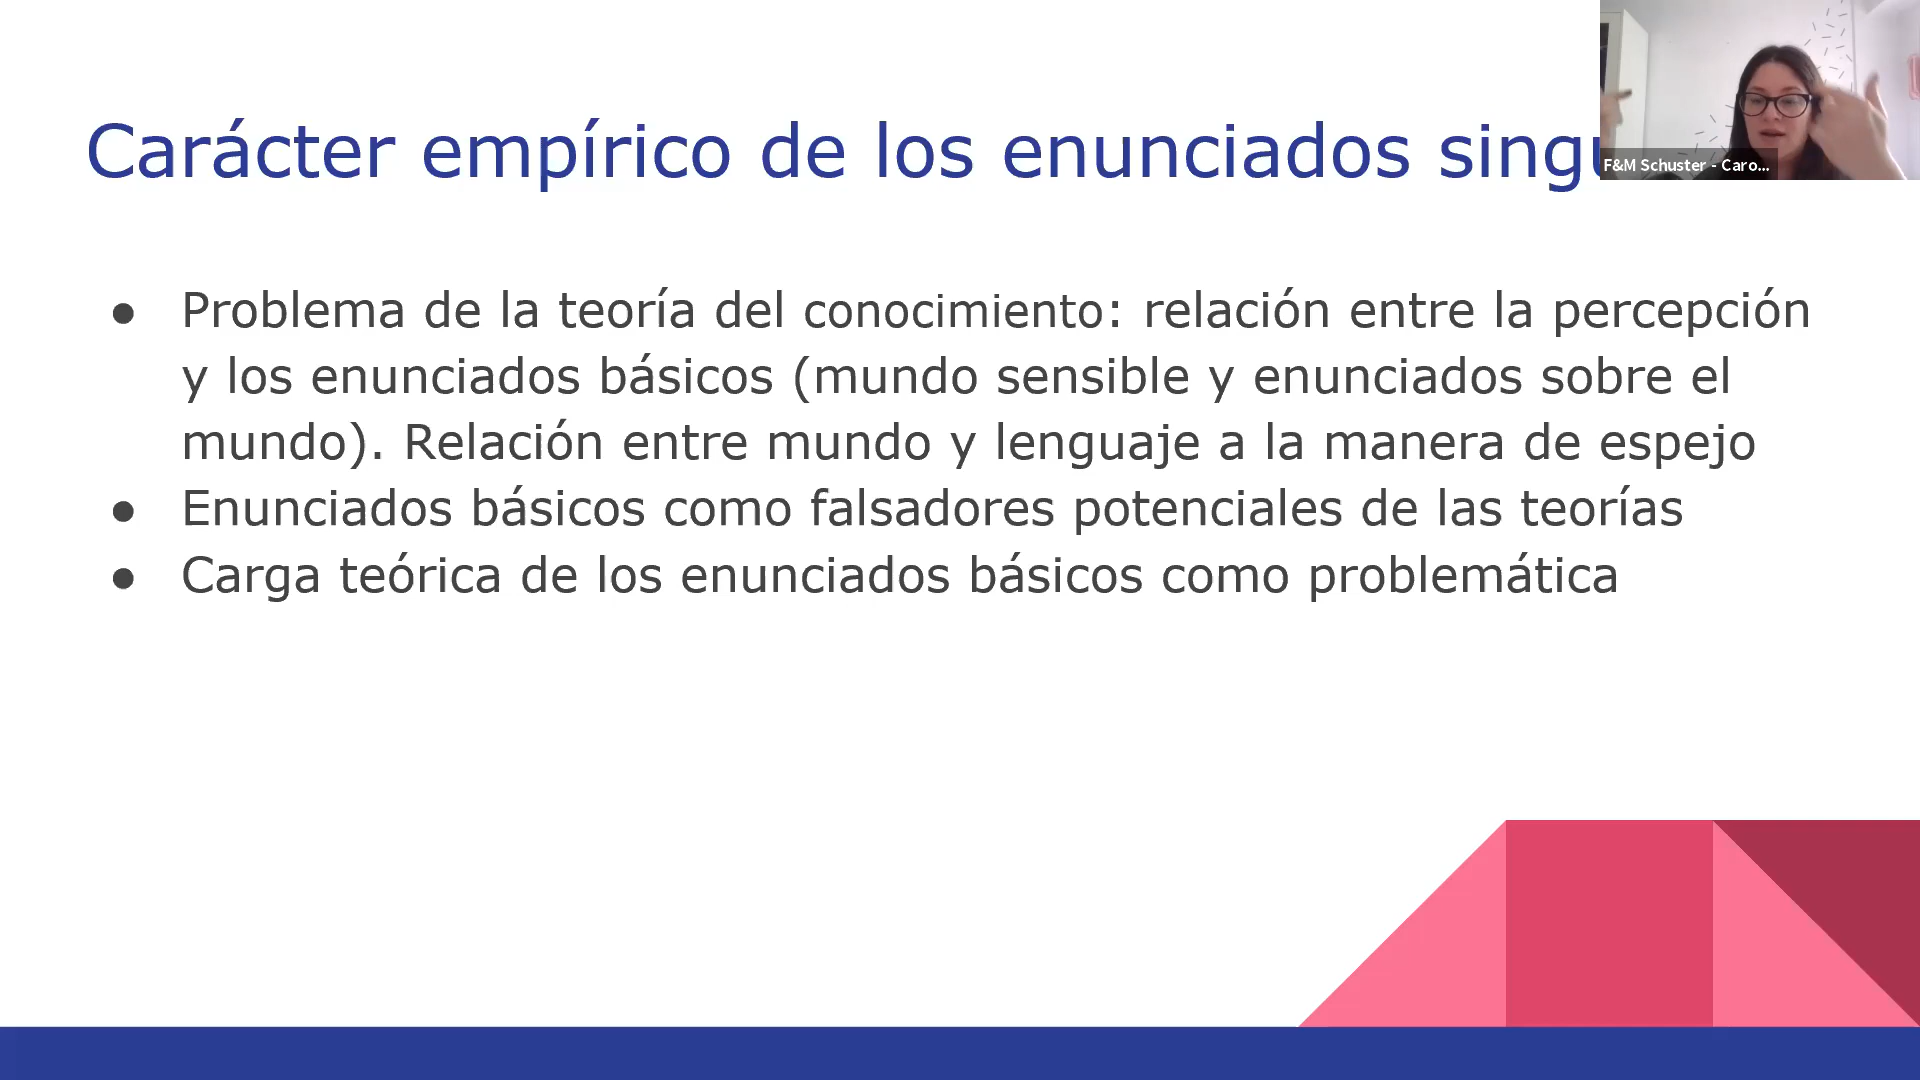 Carácter empírico de los enunciados
F&M Schuster - Caro...
● Problema de la teoría del conocimiento: relación entre la percepción
y los enunciados básicos (mundo sensible y enunciados sobre el
mundo). Relación entre mundo y lenguaje a la manera de espejo
● Enunciados básicos como falsadores potenciales de las teorías
● Carga teórica de los enunciados básicos como problemática